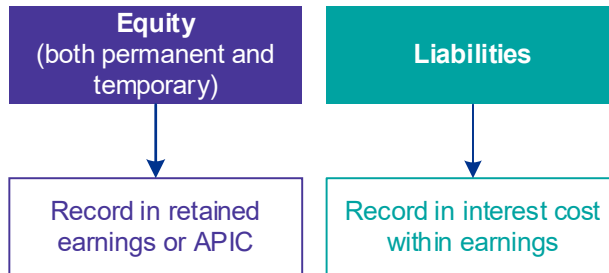 Equity
(both permanent and
temporary)
Liabilities
Record in retained
earnings or APIC
Record in interest cost
within earnings